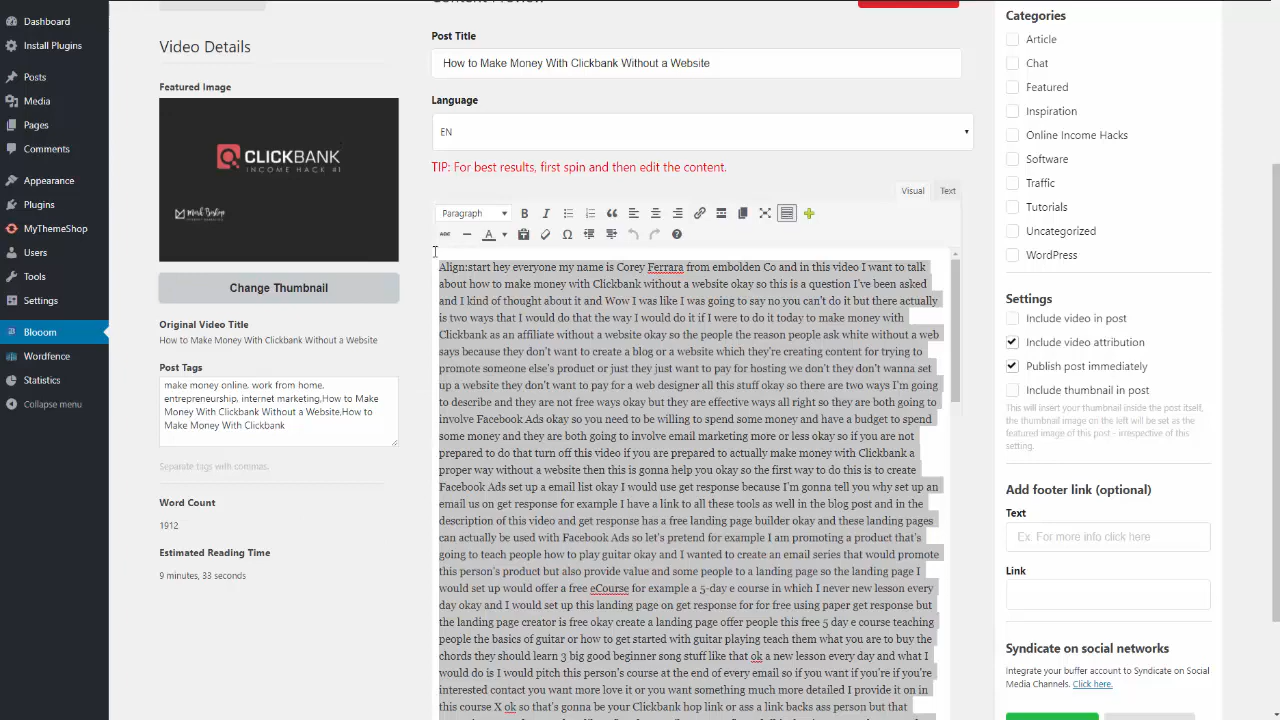 Dashboard
Install Plugins
Posts
Media
Pages
Comments
Appearance
Plugins
MyThemeShop
Users
Tools
Settings
Blooom
Wordfence
Statistics
Collapse menu
Video Details
Featured Image
CLICKBANK
INCOME HACK #1
Mark Bishop
Change Thumbnail
Original Video Title
How to Make Money With Clickbank Without a Website
Post Tags
make money online, work from home,
entrepreneurship, internet marketing,How to Make
Money With Clickbank Without a Website,How to
Make Money With Clickbank
Separate tags with commas.
Word Count
1912
Estimated Reading Time
9 minutes, 33 seconds
Content Preview
Post Title
How to Make Money With Clickbank Without a Website
Language
EN
TIP: For best results, first spin and then edit the content.
Visual Text
Paragraph
Align:start hey everyone my name is Corey Ferrara from embolden Co and in this video I want to talk
about how to make money with Clickbank without a website okay so this is a question I've been asked
and I kind of thought about it and Wow I was like I was going to say no you can't do it but there actually
is two ways that I would do that the way I would do it if I were to do it today to make money with
Clickbank as an affiliate without a website okay so the people the reason people ask white without a web
says because they don't want to create a blog or a website which they're creating content for trying to
promote someone else's product or just they just want to pay for hosting we don't they don't wanna set
up a website they don't want to pay for a web designer all this stuff okay so there are two ways I'm going
to describe and they are not free ways okay but they are effective ways all right so they are both going to
involve Facebook Ads okay so you need to be willing to spend some money and have a budget to spend
some money and they are both going to involve email marketing more or less okay so if you are not
prepared to do that turn off this video if you are prepared to actually make money with Clickbank a
proper way without a website then this is gonna help you okay so the first way to do this is to create
Facebook Ads set up a email list okay I would use get response because I'm gonna tell you why set up an
email us on get response for example I have a link to all these tools as well in the blog post and in the
description of this video and get response has a free landing page builder okay and these landing pages
can actually be used with Facebook Ads so let's pretend for example I am promoting a product that's
going to teach people how to play guitar okay and I wanted to create an email series that would promote
this person's product but also provide value and some people to a landing page so the landing page I
would set up would offer a free eCourse for example a 5-day e course in which I never new lesson every
day okay and I would set up this landing page on get response for for free using paper get response but
the landing page creator is free okay create a landing page offer people this free 5 day e course teaching
people the basics of guitar or how to get started with guitar playing teach them what you are to buy the
chords they should learn 3 big good beginner song stuff like that ok a new lesson every day and what I
would do is I would pitch this person's course at the end of every email so if you want if you're if you're
interested contact you want more love it or you want something much more detailed I provide it on in
this course X ok so that's gonna be your Clickbank hop link or ass a link backs ass person but that
Categories
Article
Chat
Featured
Inspiration
Online Income Hacks
Software
Traffic
Tutorials
Uncategorized
WordPress
Settings
Include video in post
Include video attribution
Publish post immediately
Include thumbnail in post
This will insert your thumbnail inside the post itself,
the thumbnail image on the left will be set as the
featured image of this post - irrespective of this
setting.
Add footer link (optional)
Text
Ex. For more info click here
Link
Syndicate on social networks
Integrate your buffer account to Syndicate on Social
Media Channels. Click here.